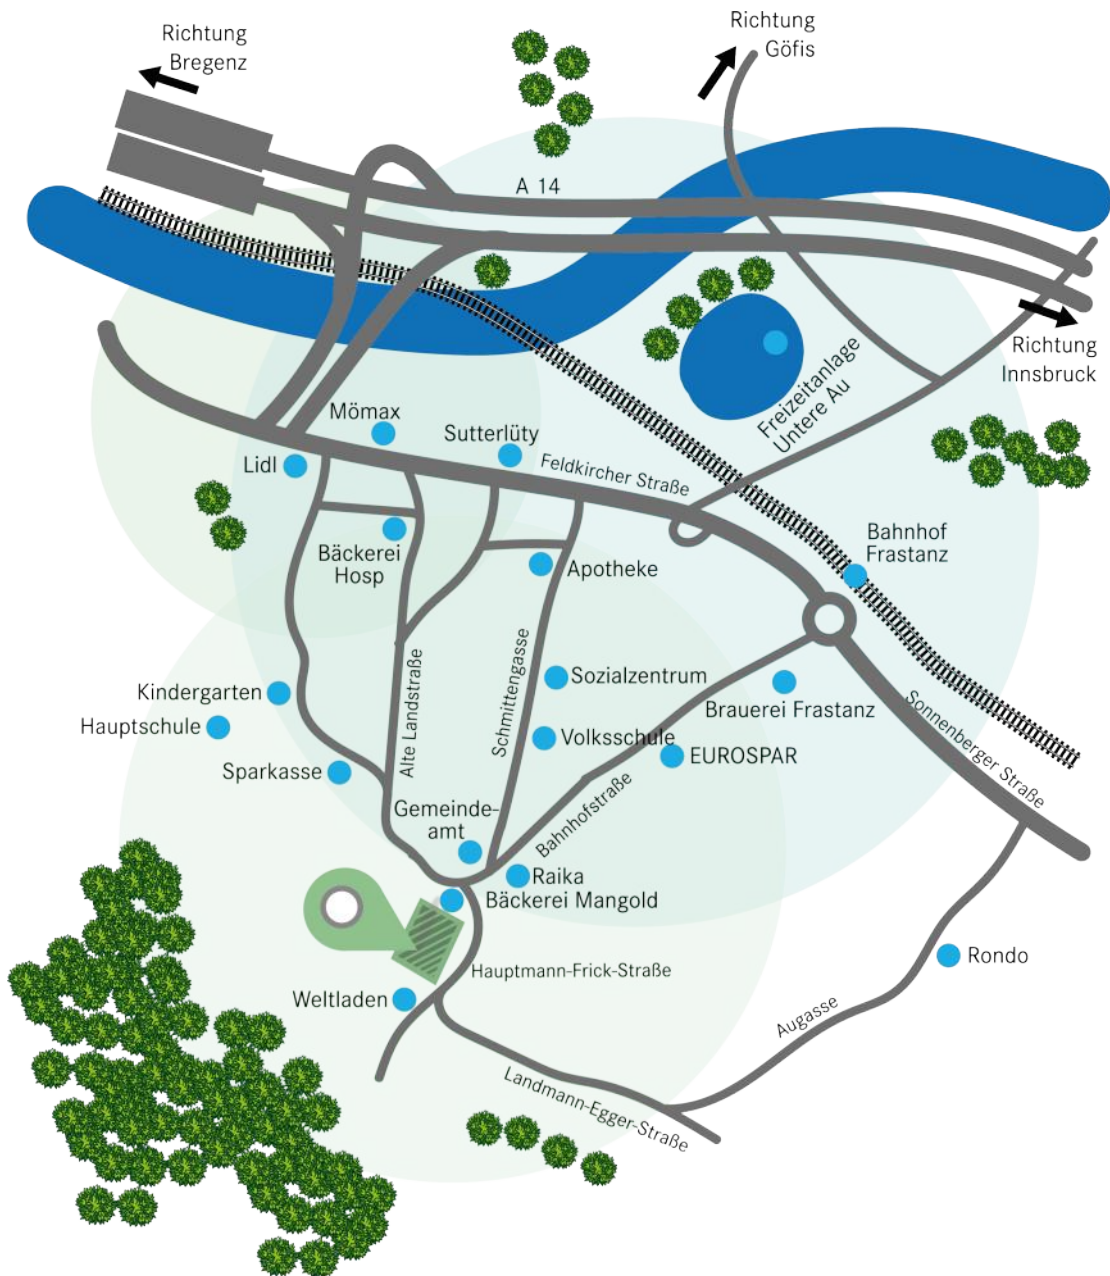 Richtung
Göfis
Richtung
Bregenz
A 14
Richtung
Innsbruck
Freizeitanlage
Untere Au
Mömax
Sutterlüty
Lidl
Feldkircher Straße
Bahnhof
Frastanz
Bäckerei
Hosp
Apotheke
Kindergarten
Hauptschule
Sparkasse
Alte Landstraße
Schmittengasse
Sozialzentrum
Volksschule
Brauerei Frastanz
EUROSPAR
Sonnenberger Straße
Gemeinde-
amt
Bahnhofstraße
Raika
Bäckerei Mangold
Hauptmann-Frick-Straße
Weltladen
Rondo
Augasse
Landmann-Egger-Straße